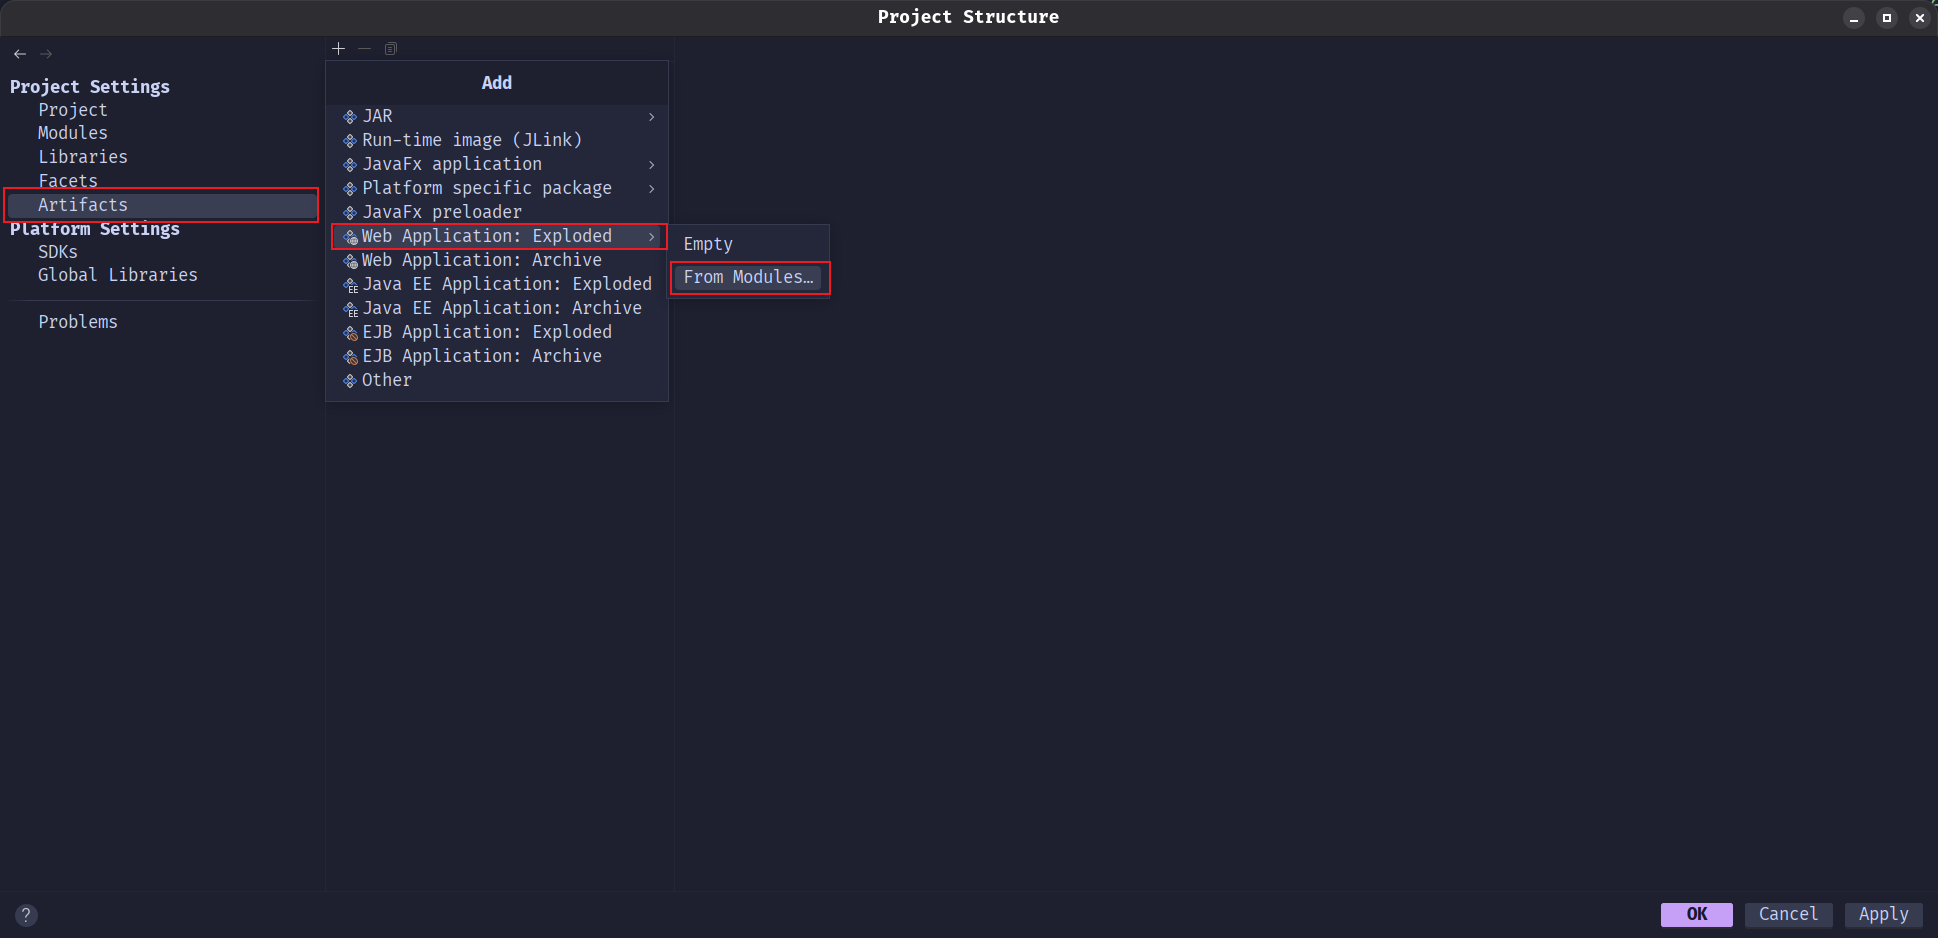 Project Structure
Project Settings
Project
Modules
Libraries
Facets
Artifacts
Platform Settings
SDKs
Global Libraries
Problems
Add
JAR
Run-time image (JLink)
JavaFx application
Platform specific package
JavaFx preloader
Web Application: Exploded
Web Application: Archive
Java EE Application: Exploded
Java EE Application: Archive
EJB Application: Exploded
EJB Application: Archive
Other
Empty
From Modules…
?
OK Cancel Apply